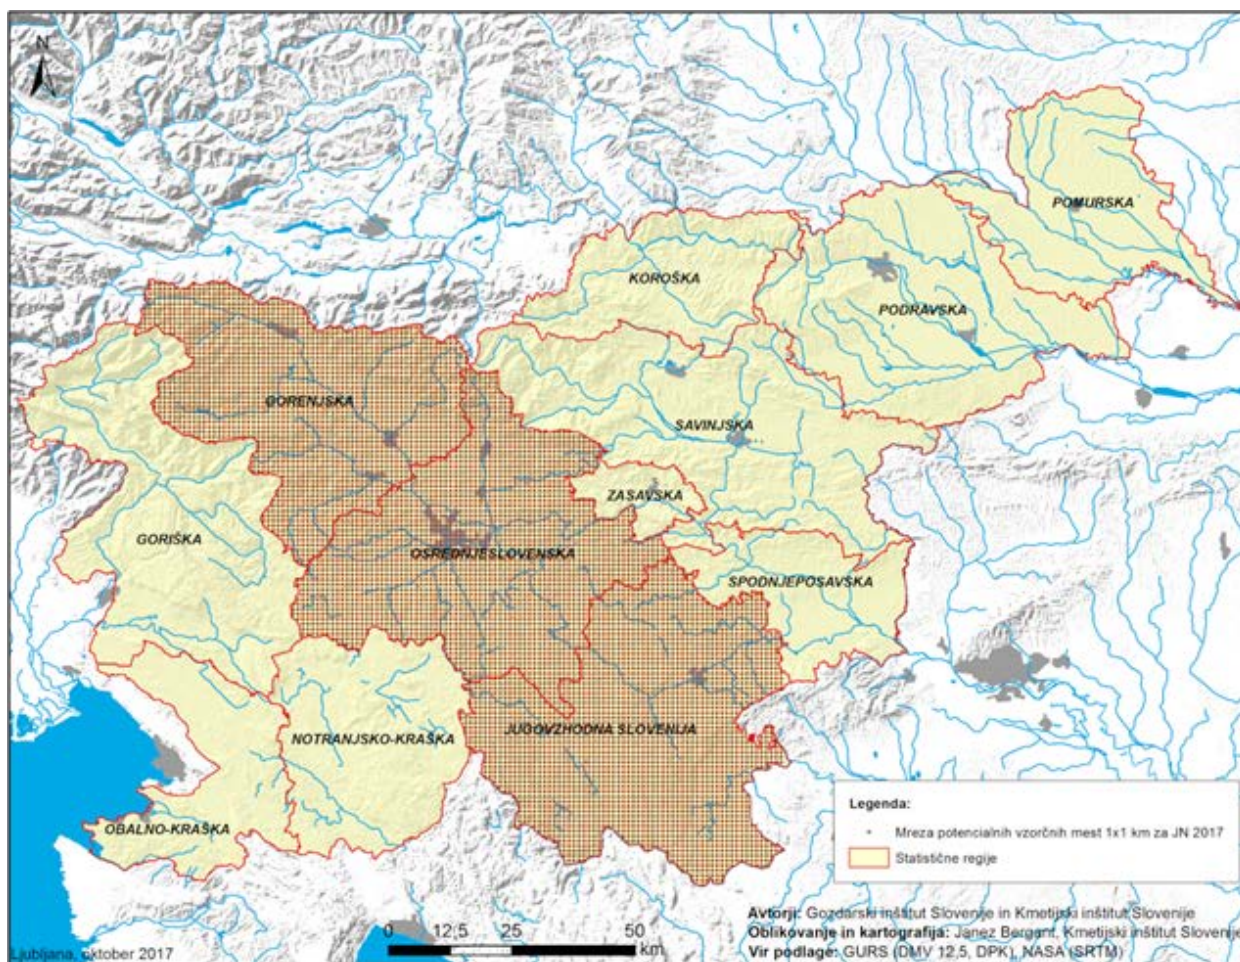 N
POMURSKA
KOROŠKA
PODRAVSKA
GORENJSKA
SAVINJSKA
ZASAVSKA
GORIŠKA
OSREDNJESLOVENSKA
SPODNJEPOSAVSKA
JUGOVZHODNA SLOVENIJA
NOTRANJSKO-KRAŠKA
OBALNO-KRAŠKA
Legenda:
Mreza potencialnih vzorčnih mest 1x1 km za JN 2017
Statistične regije
Avtorji: Gozdarski inštitut Slovenije in Kmetijski inštitut Slovenije
Oblikovanje in kartografija: Janez Bergant, Kmetijski inštitut Slovenije
Vir podlage: GURS (DMV 12,5, DPK), NASA (SRTM)
0 12,5 25 50
km
Ljubljana, oktober 2017